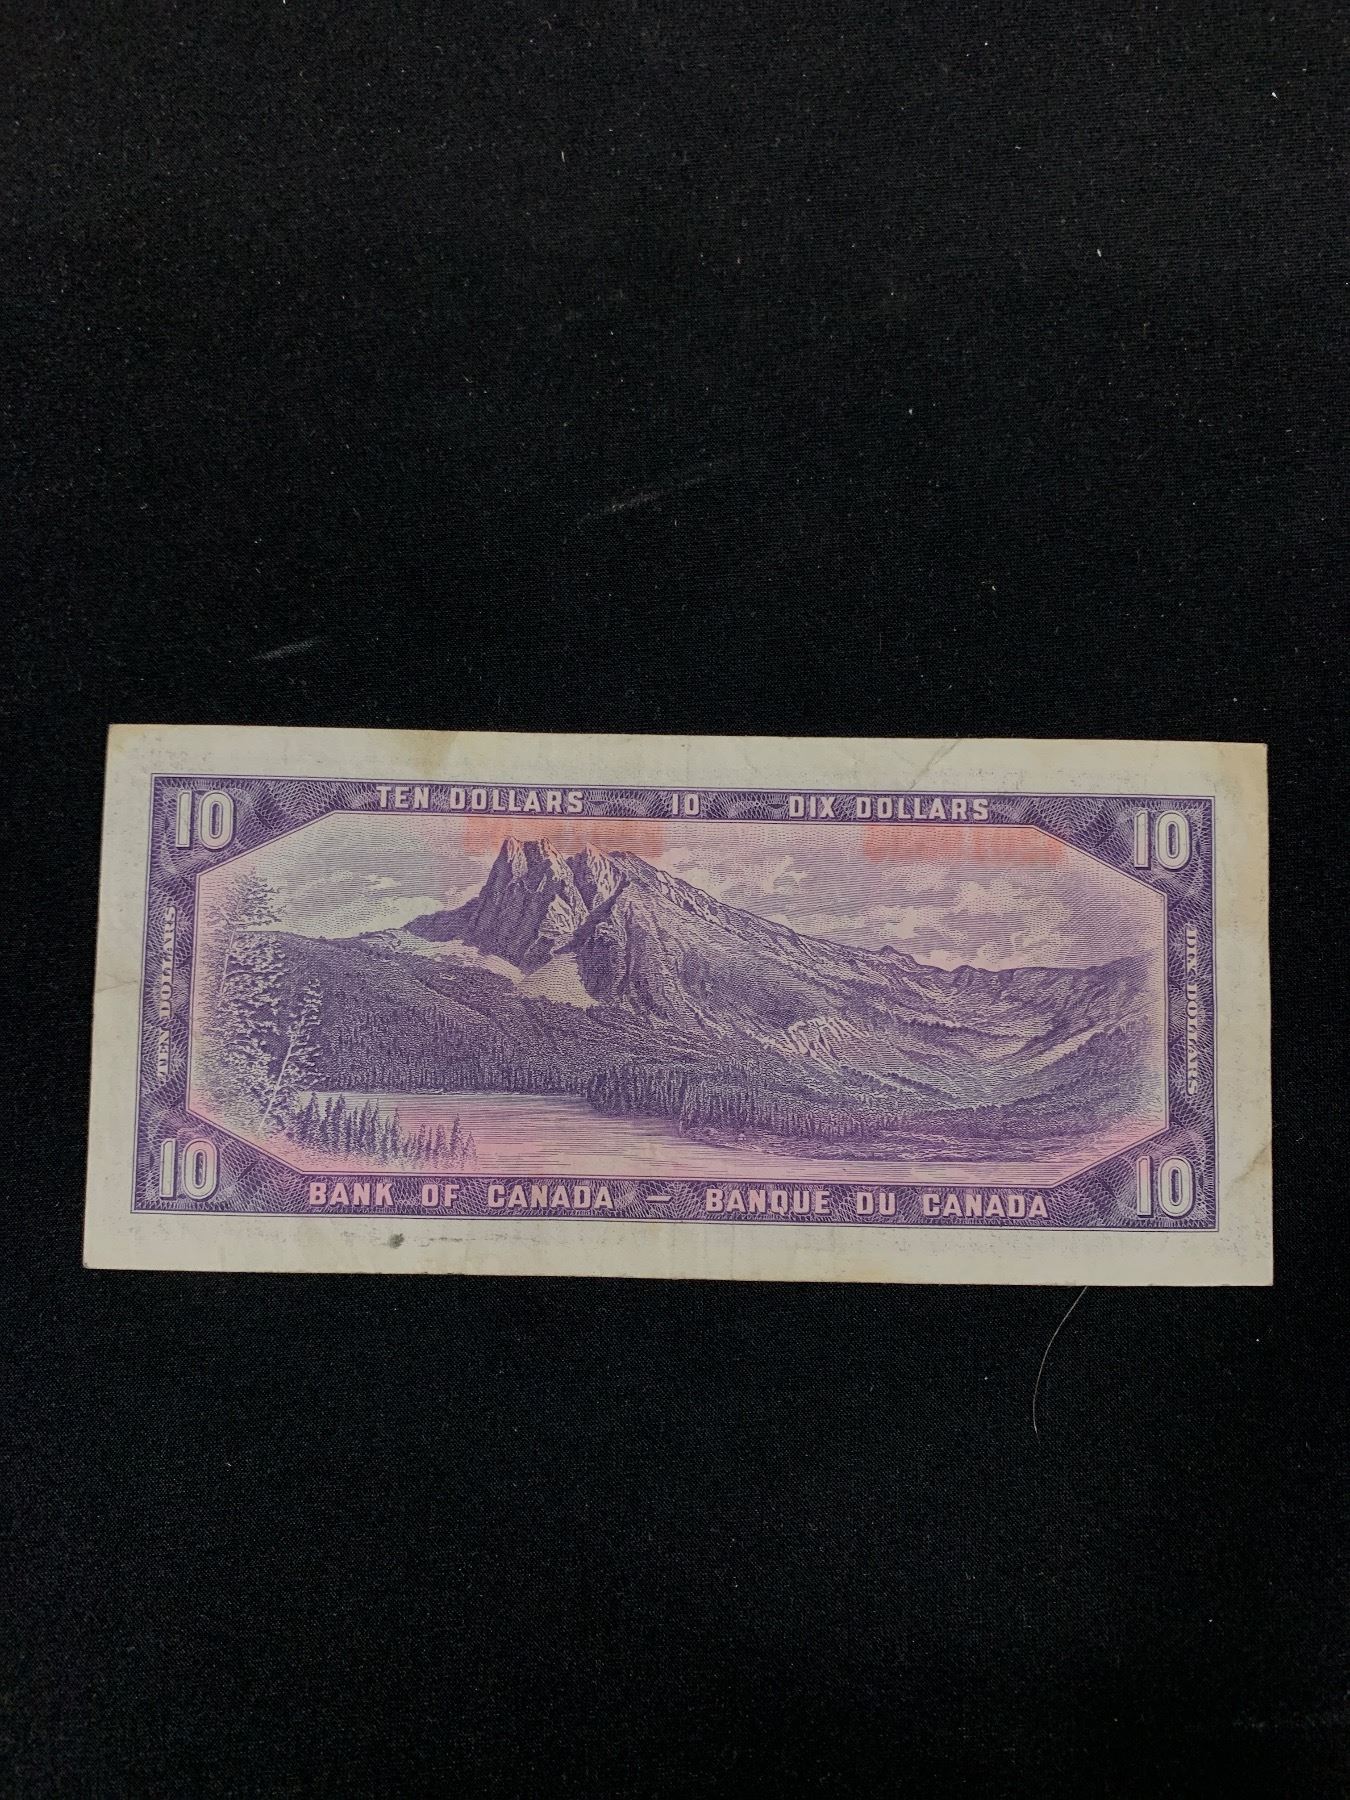 10 TEN DOLLARS 10 DIX DOLLARS 10
TEN DOLLARS
DIX DOLLARS
10 BANK OF CANADA — BANQUE DU CANADA 10